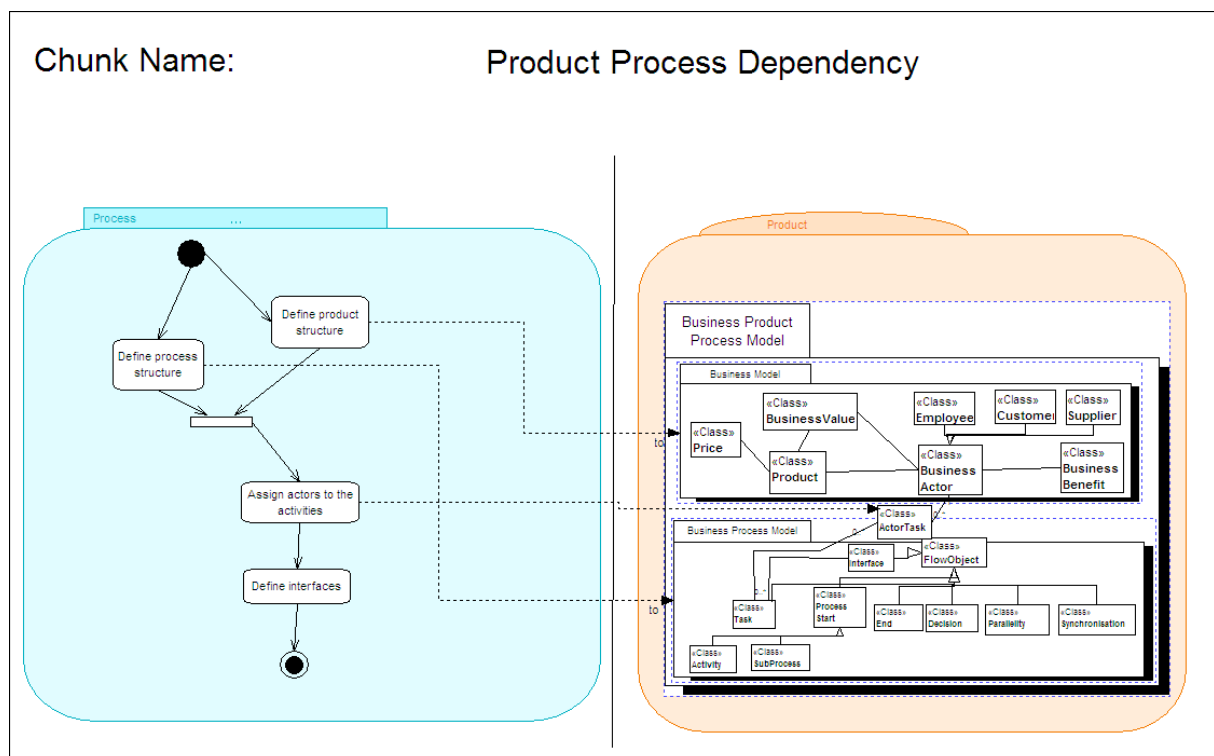 Chunk Name:
Product Process Dependency
Process ...
Define product
structure
Define process
structure
Assign actors to the
activities
Define interfaces
Product
Business Product
Process Model
Business Model
«Class»
BusinessValue
«Class»
Employee
«Class»
Customer
«Class»
Supplier
«Class»
Price
«Class»
Product
«Class»
Business
Actor
«Class»
Business
Benefit
to
«Class»
ActorTask
0..*
Business Process Model
«Class»
Interface
«Class»
FlowObject
0..*
to
«Class»
Task
«Class»
Process
Start
«Class»
End
«Class»
Decision
«Class»
Parallelity
«Class»
Synchronisation
«Class»
Activity
«Class»
SubProcess